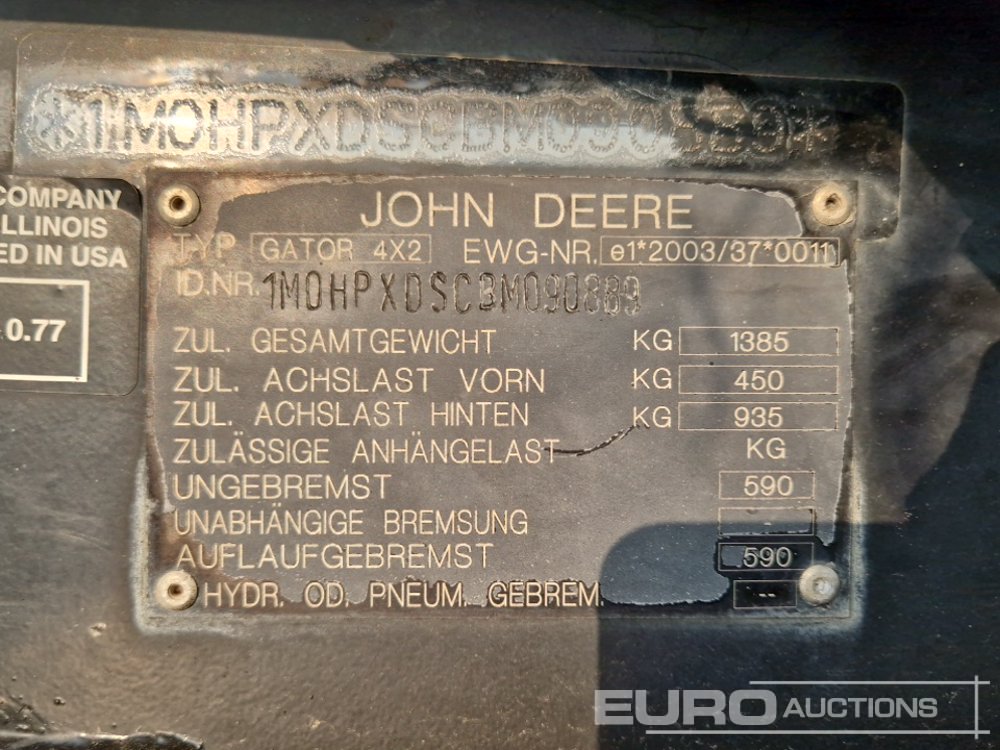 *1M0HPXDSCBM090889*
COMPANY
ILLINOIS
ED IN USA
0.77
JOHN DEERE
TYP GATOR 4X2 EWG-NR. e1*2003/37*0011
ID.NR. 1M0HPXDSCBM090889
ZUL. GESAMTGEWICHT KG 1385
ZUL. ACHSLAST VORN KG 450
ZUL. ACHSLAST HINTEN KG 935
ZULÄSSIGE ANHÄNGELAST KG
UNGEBREMST 590
UNABHÄNGIGE BREMSUNG -
AUFLAUFGEBREMST 590
HYDR. OD. PNEUM. GEBREM. --
EURO AUCTIONS